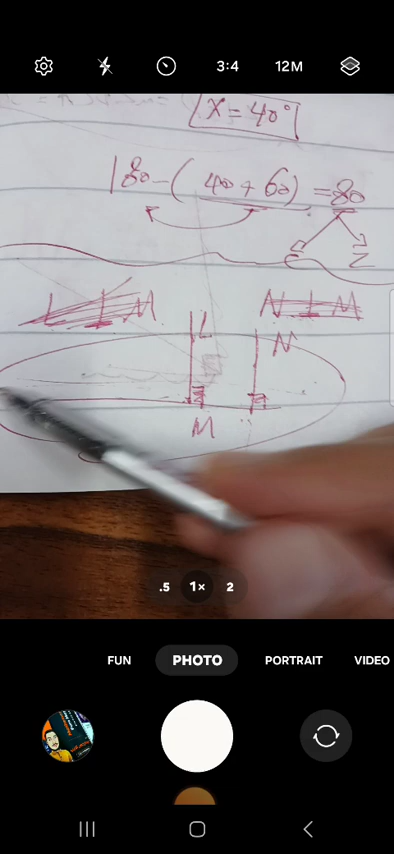 3:4 12M
X = 40°
180 - ( 40 + 60 ) = 80
L ⊥ M N ⊥ M
L N
M
.5 1× 2
FUN PHOTO PORTRAIT VIDEO